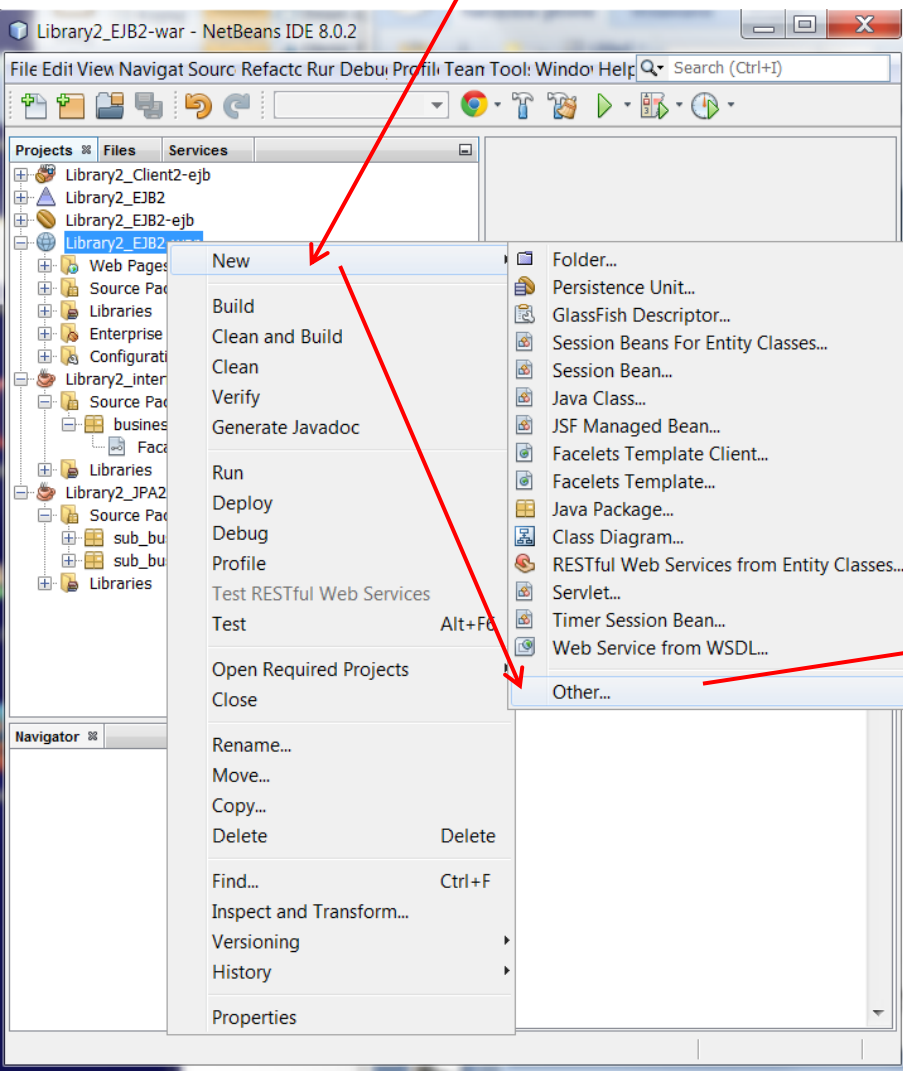 Library2_EJB2-war - NetBeans IDE 8.0.2
File Edit View Navigat Sourc Refactc Rur Debu Profil Tean Tool: Windo Help Search (Ctrl+I)
Projects Files Services
Library2_Client2-ejb
Library2_EJB2
Library2_EJB2-ejb
Library2_EJB2-war
Web Pages
Source Pac
Libraries
Enterprise
Configurati
Library2_inter
Source Pac
busines
Faca
Libraries
Library2_JPA2
Source Pac
sub_bu
sub_bu
Libraries
Navigator
New
Build
Clean and Build
Clean
Verify
Generate Javadoc
Run
Deploy
Debug
Profile
Test RESTful Web Services
Test Alt+F6
Open Required Projects
Close
Rename...
Move...
Copy...
Delete Delete
Find... Ctrl+F
Inspect and Transform...
Versioning
History
Properties
Folder...
Persistence Unit...
GlassFish Descriptor...
Session Beans For Entity Classes...
Session Bean...
Java Class...
JSF Managed Bean...
Facelets Template Client...
Facelets Template...
Java Package...
Class Diagram...
RESTful Web Services from Entity Classes...
Servlet...
Timer Session Bean...
Web Service from WSDL...
Other...